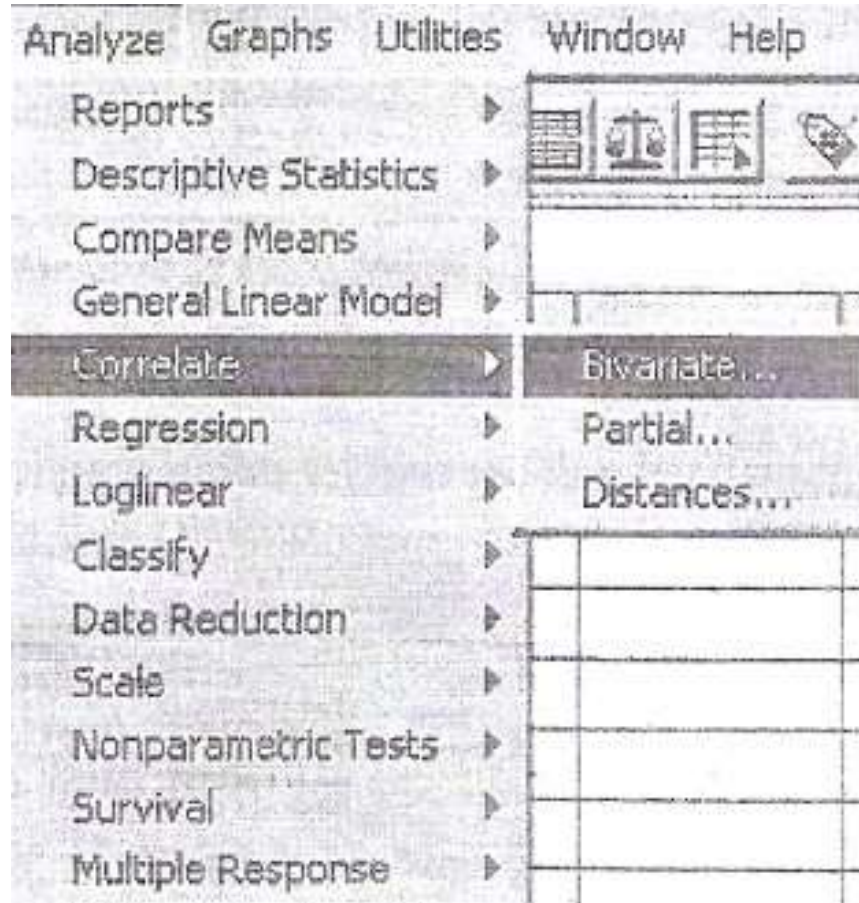 Analyze Graphs Utilities Window Help
Reports
Descriptive Statistics
Compare Means
General Linear Model
Correlate
Bivariate...
Partial...
Distances...
Regression
Loglinear
Classify
Data Reduction
Scale
Nonparametric Tests
Survival
Multiple Response